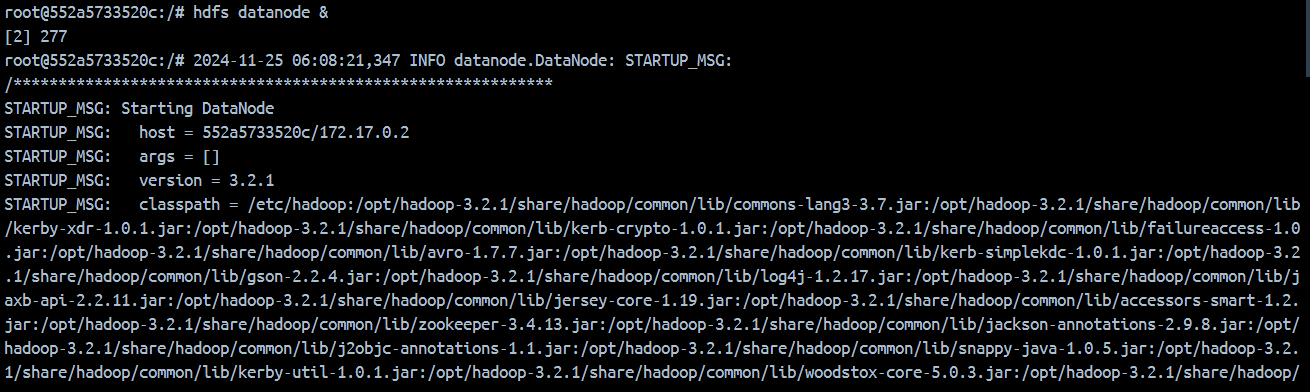 root@552a5733520c:/# hdfs datanode &
[2] 277
root@552a5733520c:/# 2024-11-25 06:08:21,347 INFO datanode.DataNode: STARTUP_MSG:
/************************************************************
STARTUP_MSG: Starting DataNode
STARTUP_MSG:   host = 552a5733520c/172.17.0.2
STARTUP_MSG:   args = []
STARTUP_MSG:   version = 3.2.1
STARTUP_MSG:   classpath = /etc/hadoop:/opt/hadoop-3.2.1/share/hadoop/common/lib/commons-lang3-3.7.jar:/opt/hadoop-3.2.1/share/hadoop/common/lib
/kerby-xdr-1.0.1.jar:/opt/hadoop-3.2.1/share/hadoop/common/lib/kerb-crypto-1.0.1.jar:/opt/hadoop-3.2.1/share/hadoop/common/lib/failureaccess-1.0
.jar:/opt/hadoop-3.2.1/share/hadoop/common/lib/avro-1.7.7.jar:/opt/hadoop-3.2.1/share/hadoop/common/lib/kerb-simplekdc-1.0.1.jar:/opt/hadoop-3.2
.1/share/hadoop/common/lib/gson-2.2.4.jar:/opt/hadoop-3.2.1/share/hadoop/common/lib/log4j-1.2.17.jar:/opt/hadoop-3.2.1/share/hadoop/common/lib/j
axb-api-2.2.11.jar:/opt/hadoop-3.2.1/share/hadoop/common/lib/jersey-core-1.19.jar:/opt/hadoop-3.2.1/share/hadoop/common/lib/accessors-smart-1.2.
jar:/opt/hadoop-3.2.1/share/hadoop/common/lib/zookeeper-3.4.13.jar:/opt/hadoop-3.2.1/share/hadoop/common/lib/jackson-annotations-2.9.8.jar:/opt/
hadoop-3.2.1/share/hadoop/common/lib/j2objc-annotations-1.1.jar:/opt/hadoop-3.2.1/share/hadoop/common/lib/snappy-java-1.0.5.jar:/opt/hadoop-3.2.
1/share/hadoop/common/lib/kerby-util-1.0.1.jar:/opt/hadoop-3.2.1/share/hadoop/common/lib/woodstox-core-5.0.3.jar:/opt/hadoop-3.2.1/share/hadoop/